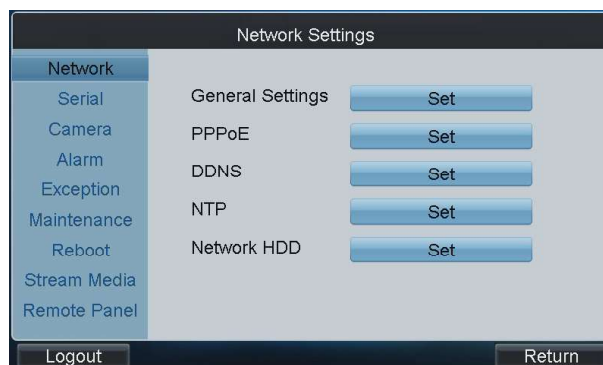 Network Settings
Network
Serial
Camera
Alarm
Exception
Maintenance
Reboot
Stream Media
Remote Panel
General Settings Set
PPPoE Set
DDNS Set
NTP Set
Network HDD Set
Logout Return